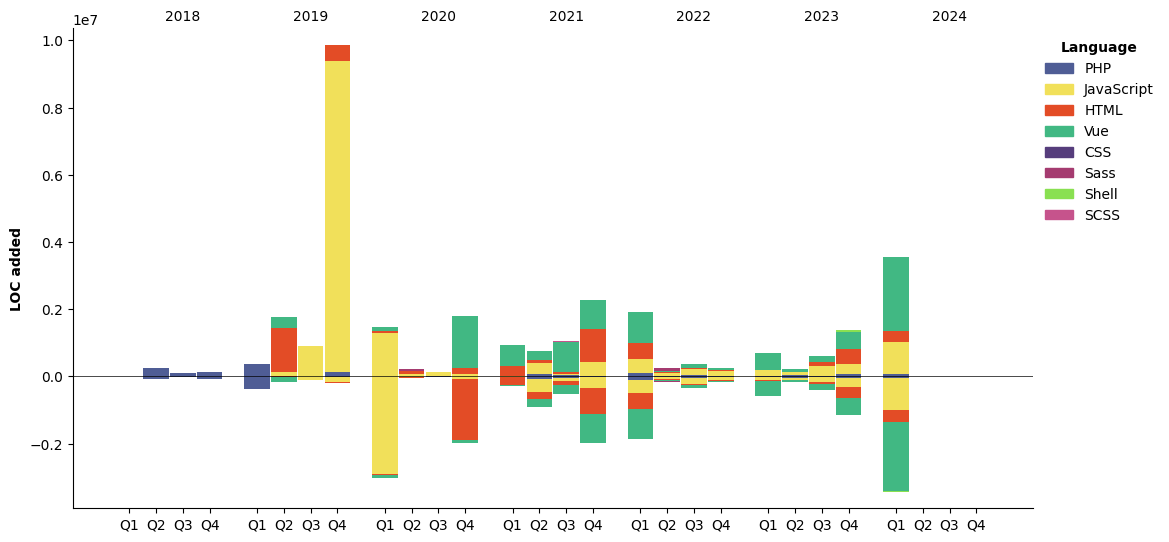 1e7
2018 2019 2020 2021 2022 2023 2024
1.0
0.8
0.6
0.4
0.2
0.0
−0.2
LOC added
Q1 Q2 Q3 Q4 Q1 Q2 Q3 Q4 Q1 Q2 Q3 Q4 Q1 Q2 Q3 Q4 Q1 Q2 Q3 Q4 Q1 Q2 Q3 Q4 Q1 Q2 Q3 Q4
Language
PHP
JavaScript
HTML
Vue
CSS
Sass
Shell
SCSS